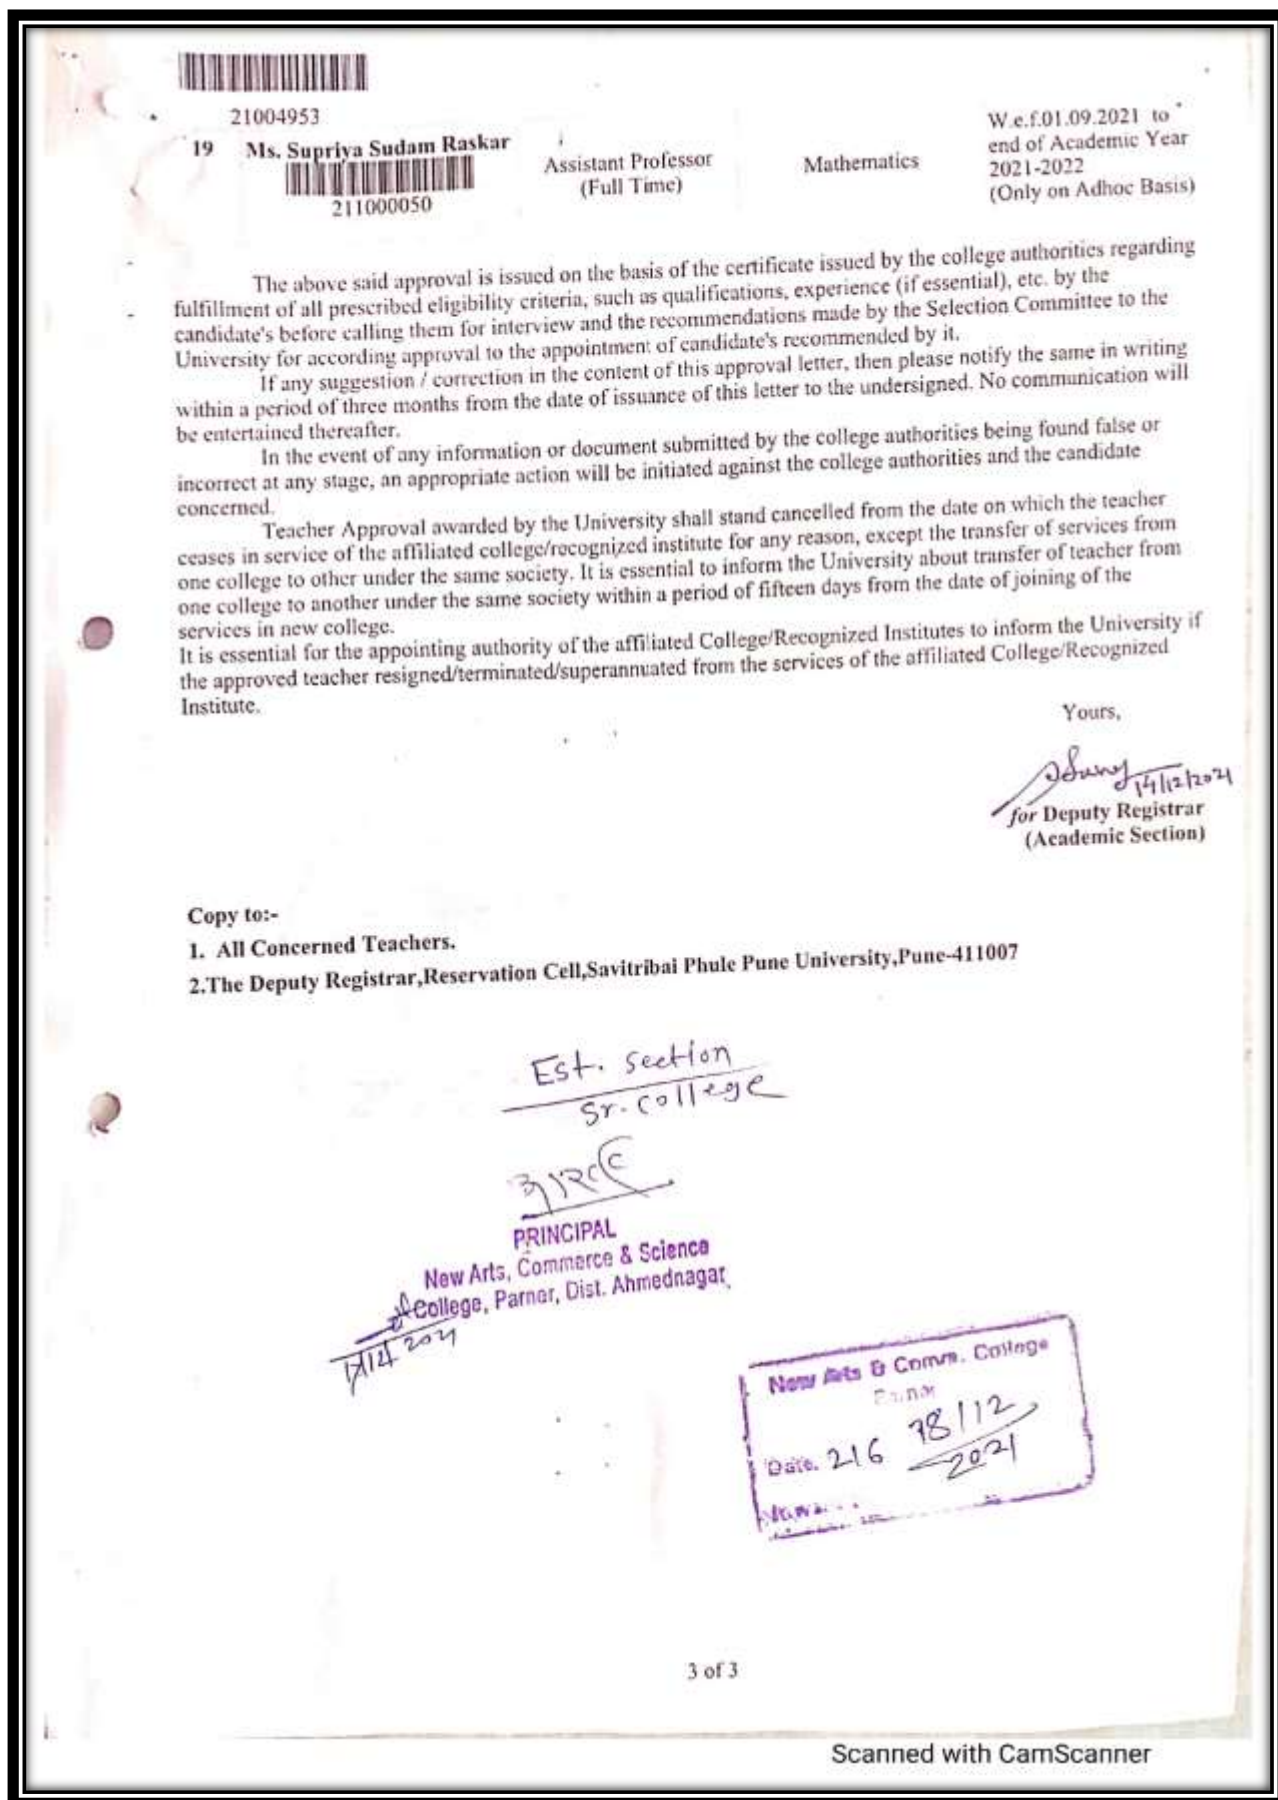 21004953
19 Ms. Supriya Sudam Raskar Assistant Professor (Full Time) Mathematics W.e.f.01.09.2021 to end of Academic Year 2021-2022 (Only on Adhoc Basis)
211000050
The above said approval is issued on the basis of the certificate issued by the college authorities regarding
fulfillment of all prescribed eligibility criteria, such as qualifications, experience (if essential), etc. by the
candidate's before calling them for interview and the recommendations made by the Selection Committee to the
University for according approval to the appointment of candidate's recommended by it.
If any suggestion / correction in the content of this approval letter, then please notify the same in writing
within a period of three months from the date of issuance of this letter to the undersigned. No communication will
be entertained thereafter.
In the event of any information or document submitted by the college authorities being found false or
incorrect at any stage, an appropriate action will be initiated against the college authorities and the candidate
concerned.
Teacher Approval awarded by the University shall stand cancelled from the date on which the teacher
ceases in service of the affiliated college/recognized institute for any reason, except the transfer of services from
one college to other under the same society. It is essential to inform the University about transfer of teacher from
one college to another under the same society within a period of fifteen days from the date of joining of the
services in new college.
It is essential for the appointing authority of the affiliated College/Recognized Institutes to inform the University if
the approved teacher resigned/terminated/superannuated from the services of the affiliated College/Recognized
Institute.
Yours,
14/12/2021
for Deputy Registrar
(Academic Section)
Copy to:-
1. All Concerned Teachers.
2.The Deputy Registrar,Reservation Cell,Savitribai Phule Pune University,Pune-411007
Est. section
Sr. college
PRINCIPAL
New Arts, Commerce & Science
College, Parner, Dist. Ahmednagar
2021
New Arts & Comm. College
Parner
Date. 216 18/12
2021
3 of 3
Scanned with CamScanner